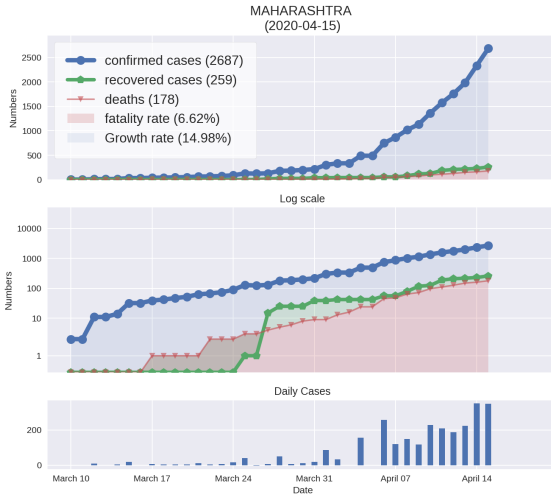 MAHARASHTRA
(2020-04-15)
confirmed cases (2687)
recovered cases (259)
deaths (178)
fatality rate (6.62%)
Growth rate (14.98%)
Numbers
2500
2000
1500
1000
500
0
Log scale
Numbers
10000
1000
100
10
1
Daily Cases
200
0
March 10
March 17
March 24
March 31
April 07
April 14
Date